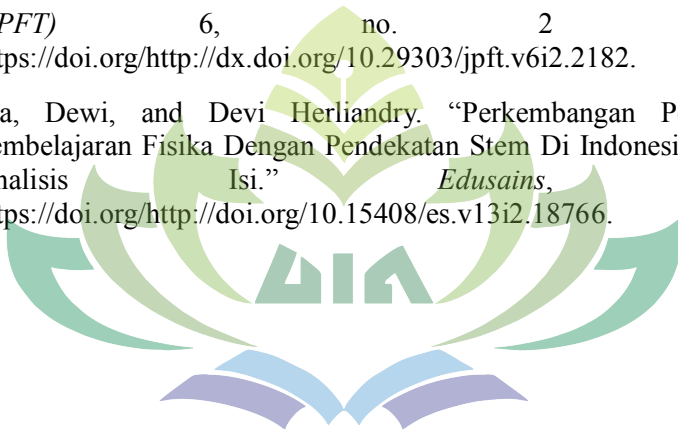 PFT) 6, no. 2
tps://doi.org/http://dx.doi.org/10.29303/jpft.v6i2.2182.
a, Dewi, and Devi Herliandry. “Perkembangan Pe
embelajaran Fisika Dengan Pendekatan Stem Di Indonesi
nalisis Isi.” Edusains,
tps://doi.org/http://doi.org/10.15408/es.v13i2.18766.
UIN